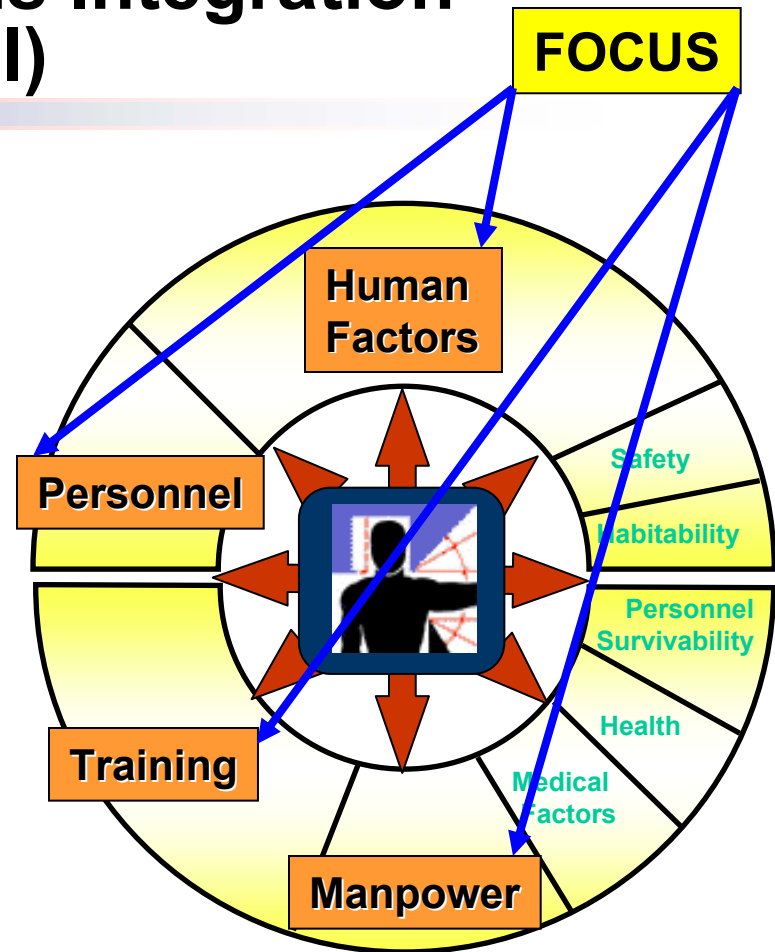 Integration
)
FOCUS
Human
Factors
Safety
Habitability
Personnel
Personnel
Survivability
Health
Training
Medical
Factors
Manpower